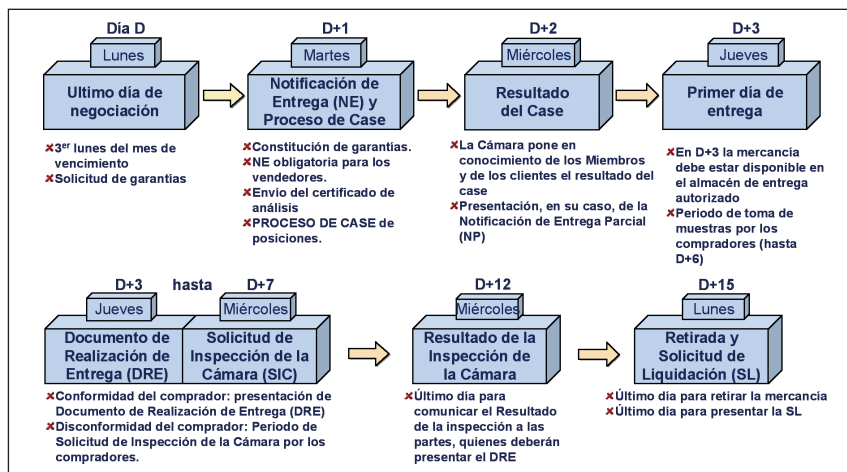 Día D
Lunes
Ultimo día de
negociación
✘3er lunes del mes de
vencimiento
✘Solicitud de garantías
D+1
Martes
Notificación de
Entrega (NE) y
Proceso de Case
✘Constitución de garantías.
✘NE obligatoria para los
vendedores.
✘Envío del certificado de
análisis
✘PROCESO DE CASE de
posiciones.
D+2
Miércoles
Resultado
del Case
✘La Cámara pone en
conocimiento de los Miembros
y de los clientes el resultado del
case
✘Presentación, en su caso, de la
Notificación de Entrega Parcial
(NP)
D+3
Jueves
Primer día de
entrega
✘En D+3 la mercancía
debe estar disponible en
el almacén de entrega
autorizado
✘Periodo de toma de
muestras por los
compradores (hasta
D+6)
D+3 hasta D+7
Jueves
Documento de
Realización de
Entrega (DRE)
Miércoles
Solicitud de
Inspección de la
Cámara (SIC)
✘Conformidad del comprador: presentación de
Documento de Realización de Entrega (DRE)
✘Disconformidad del comprador: Periodo de
Solicitud de Inspección de la Cámara por los
compradores.
D+12
Miércoles
Resultado de la
Inspección de
la Cámara
✘Último día para
comunicar el Resultado
de la inspección a las
partes, quienes deberán
presentar el DRE
D+15
Lunes
Retirada y
Solicitud de
Liquidación (SL)
✘Último día para retirar la mercancía
✘Último día para presentar la SL